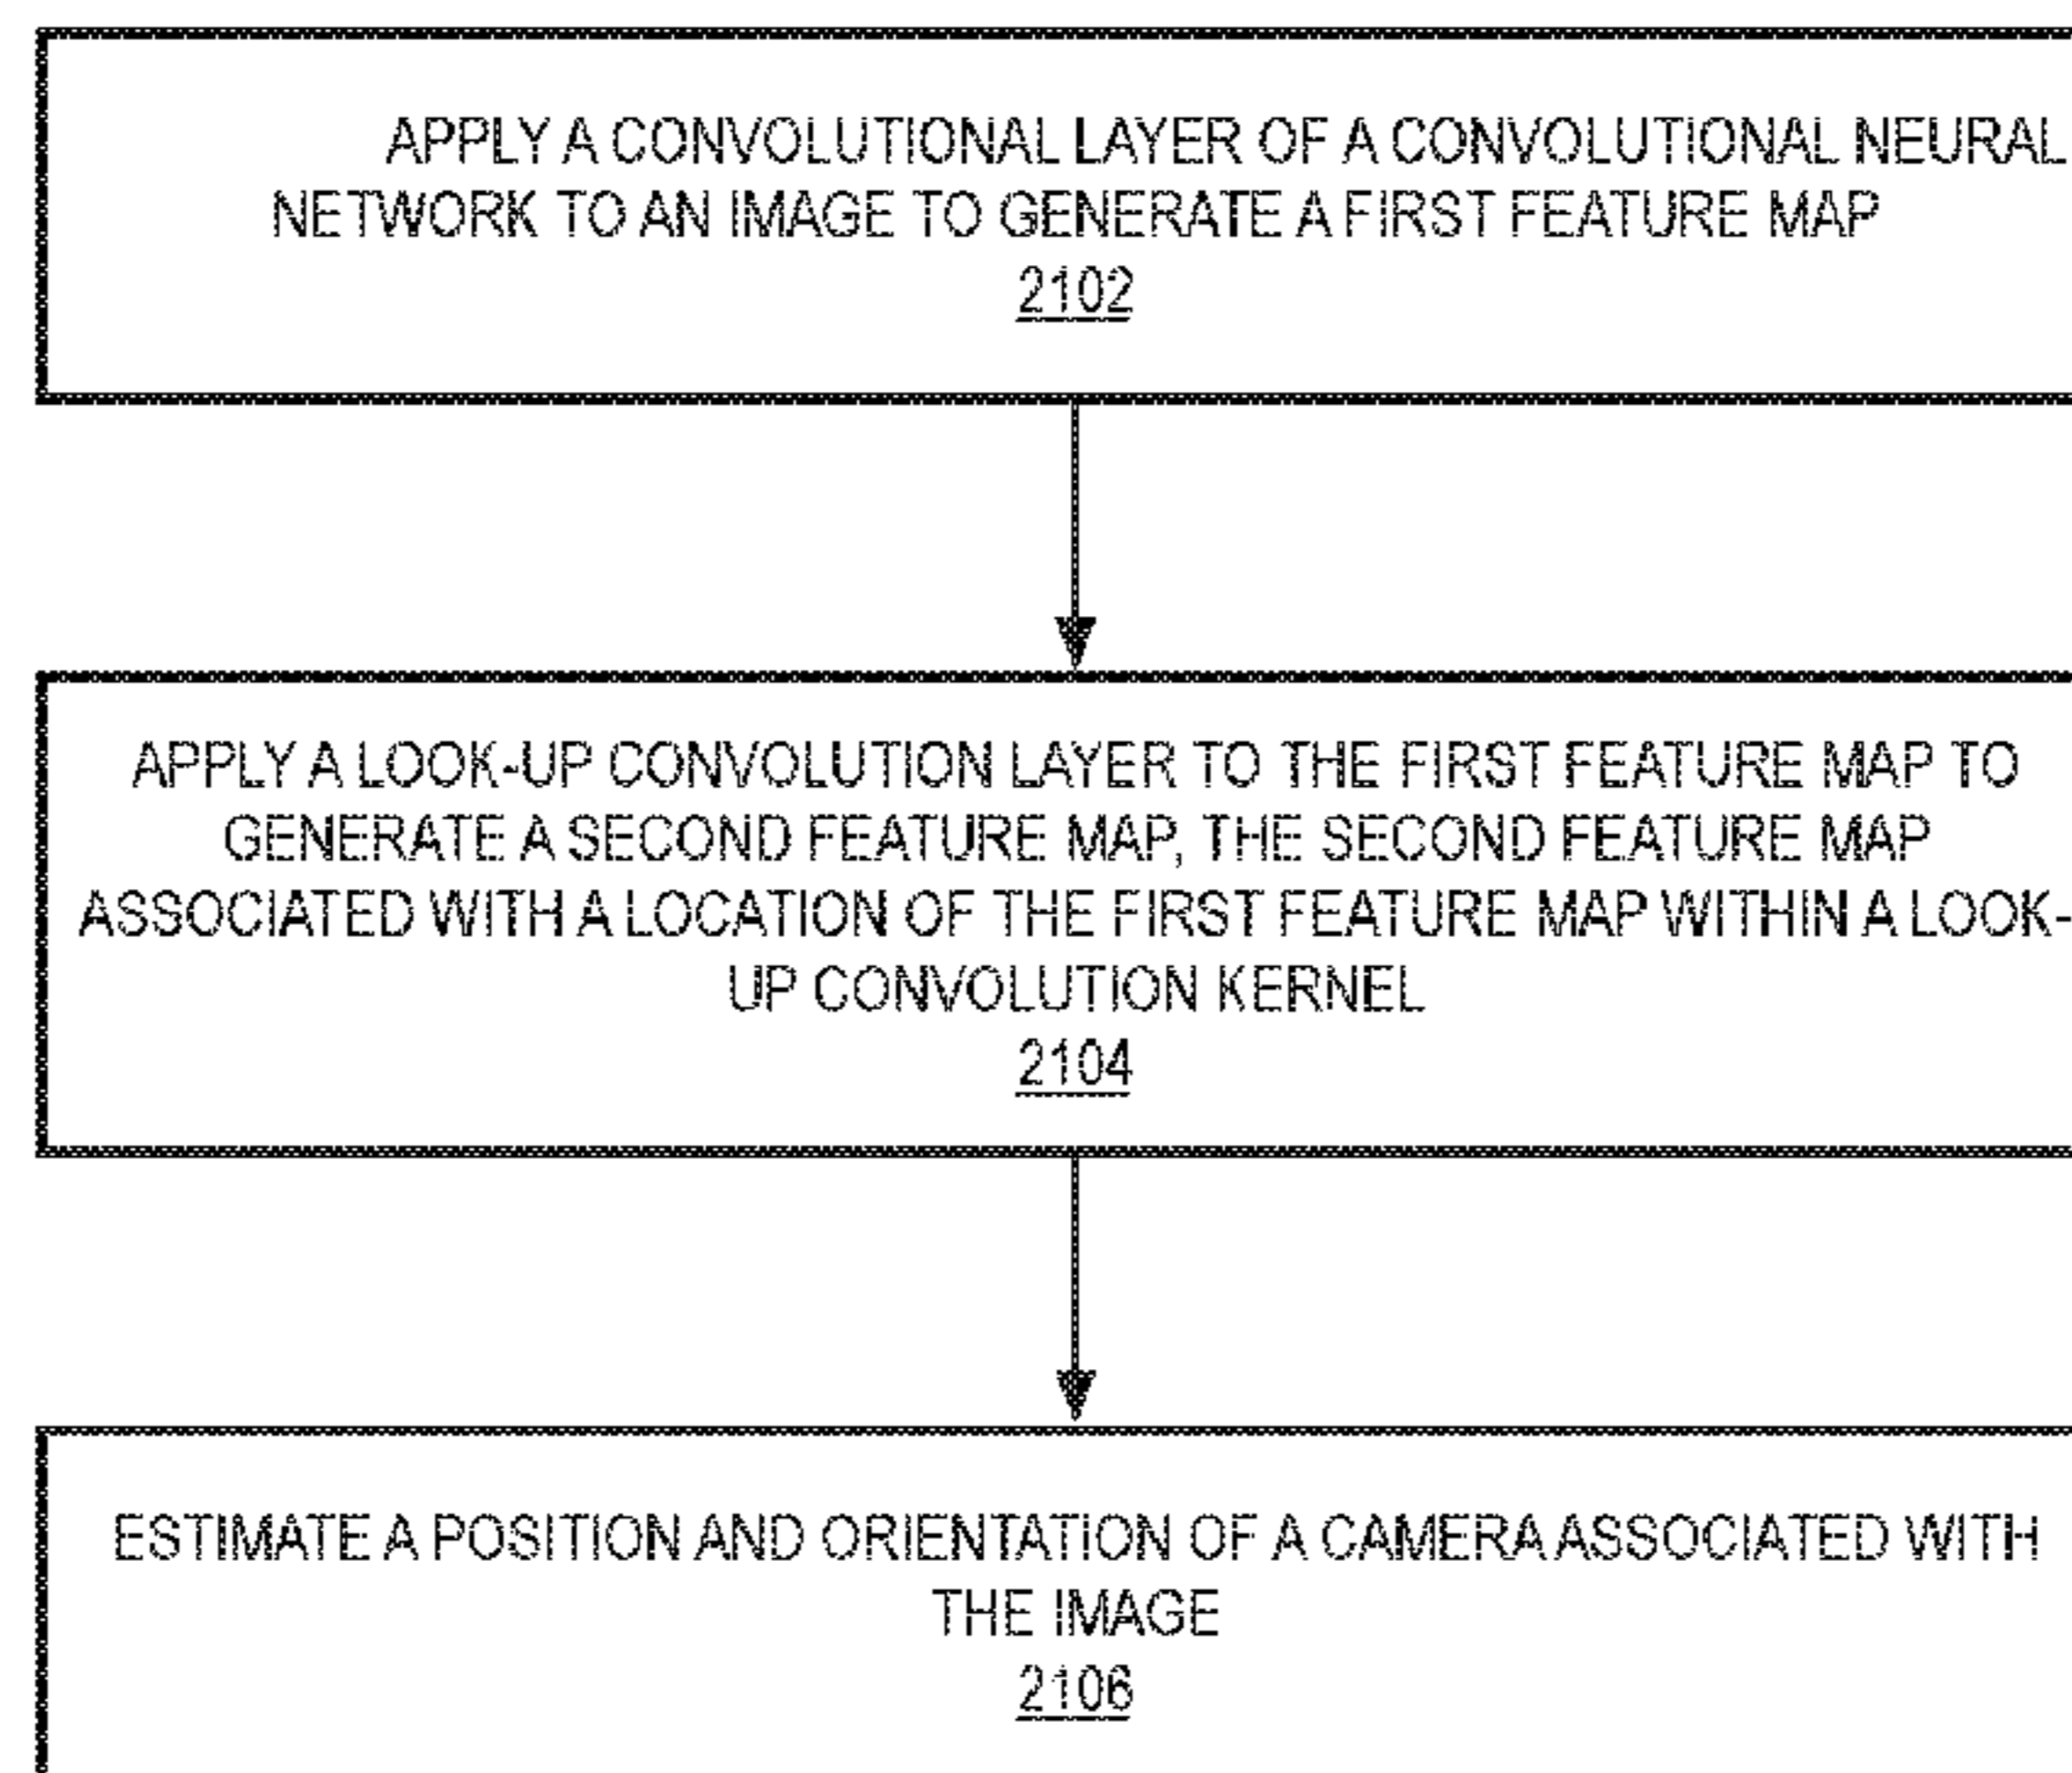 APPLY A CONVOLUTIONAL LAYER OF A CONVOLUTIONAL NEURAL
NETWORK TO AN IMAGE TO GENERATE A FIRST FEATURE MAP
2102
APPLY A LOOK-UP CONVOLUTION LAYER TO THE FIRST FEATURE MAP TO
GENERATE A SECOND FEATURE MAP, THE SECOND FEATURE MAP
ASSOCIATED WITH A LOCATION OF THE FIRST FEATURE MAP WITHIN A LOOK-
UP CONVOLUTION KERNEL
2104
ESTIMATE A POSITION AND ORIENTATION OF A CAMERA ASSOCIATED WITH
THE IMAGE
2106